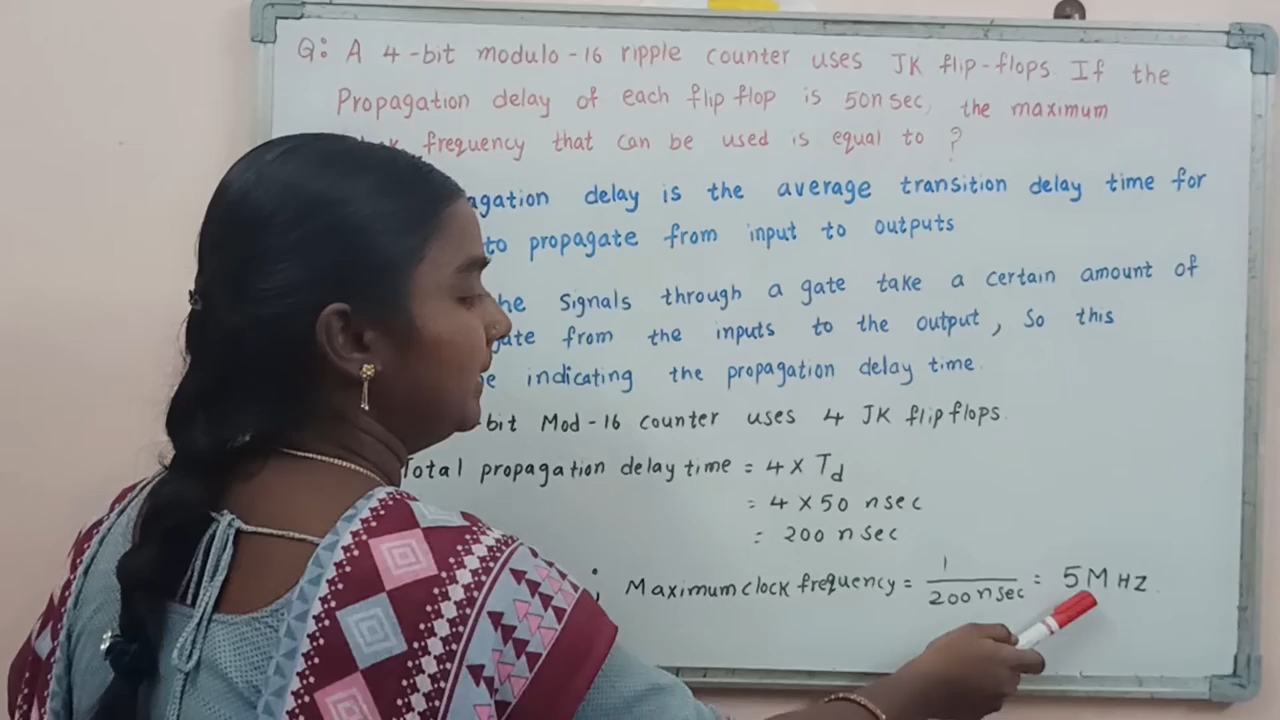 Q: A 4-bit modulo-16 ripple counter uses JK flip-flops. If the
Propagation delay of each flip flop is 50nsec, the maximum
frequency that can be used is equal to ?
delay is the average transition delay time for
to propagate from input to outputs
Signals through a gate take a certain amount of
from the inputs to the output, So this
indicating the propagation delay time.
bit Mod-16 counter uses 4 JK flipflops.
Total propagation delay time = 4 × Td
= 4 × 50 nsec
= 200 nsec
; Maximum clock frequency = 1 / 200 nsec = 5 MHZ.